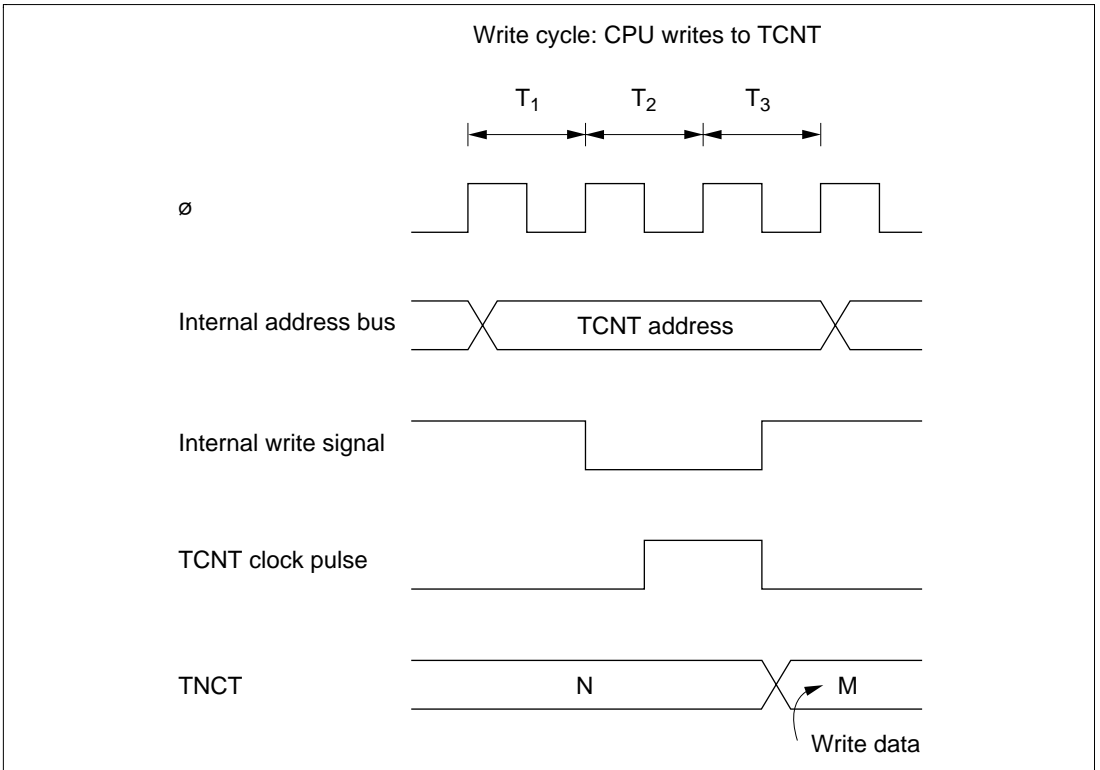 Write cycle: CPU writes to TCNT
T1 T2 T3
ø
Internal address bus TCNT address
Internal write signal
TCNT clock pulse
TNCT N M
Write data